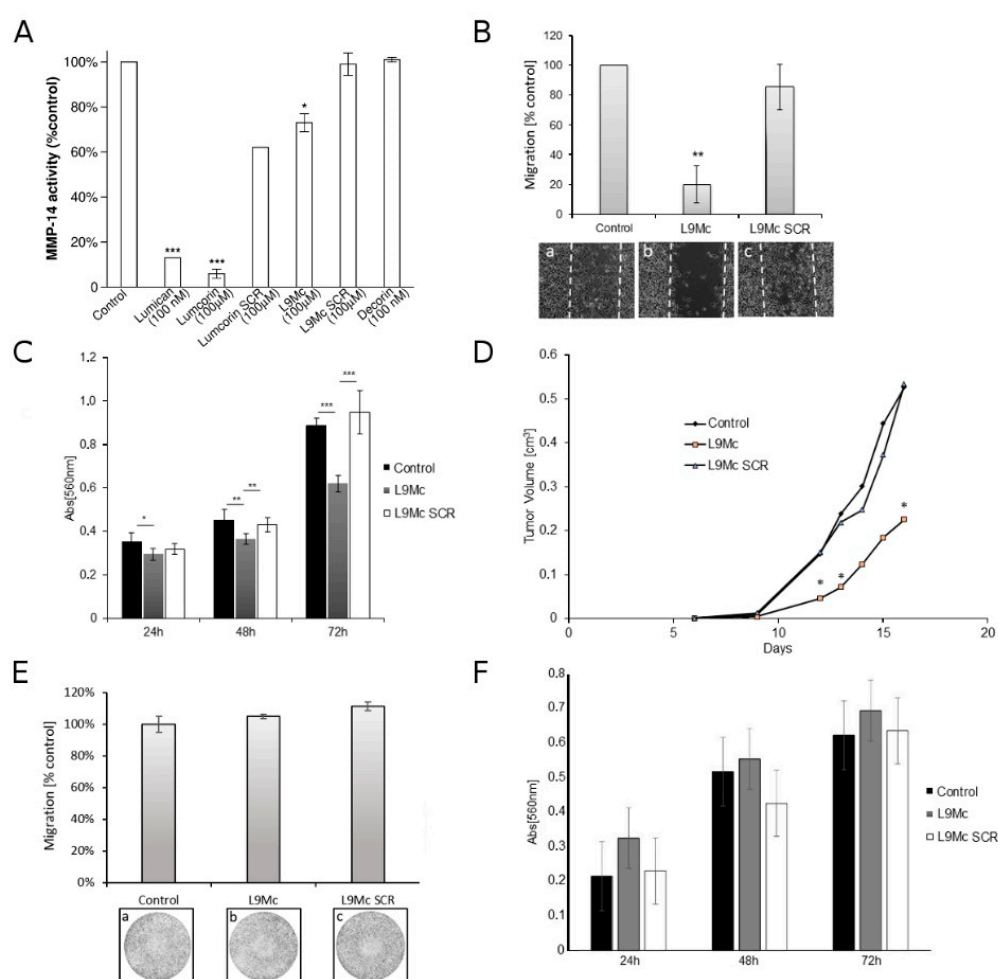 A
MMP-14 activity (%control)
100%
80%
60%
40%
20%
0
***
***
*
Control
Lumican
(100 nM)
Lumcorin
(100µM)
Lumcorin SCR
(100µM)
L9Mc
(100µM)
L9Mc SCR
(100µM)
Decorin
(100 nM)
B
Migration [% control]
120
100
80
60
40
20
0
**
Control
L9Mc
L9Mc SCR
a
b
c
C
Abs[560nm]
1.2
1.0
0.8
0.6
0.4
0.2
0
*
**
**
***
***
24h
48h
72h
Control
L9Mc
L9Mc SCR
D
Tumor Volume [cm³]
0.6
0.5
0.4
0.3
0.2
0.1
0
Control
L9Mc
L9Mc SCR
*
*
*
0
5
10
15
20
Days
E
Migration [% control]
120%
100%
80%
60%
40%
20%
0%
Control
L9Mc
L9Mc SCR
a
b
c
F
Abs[560nm]
0.8
0.7
0.6
0.5
0.4
0.3
0.2
0.1
0
24h
48h
72h
Control
L9Mc
L9Mc SCR